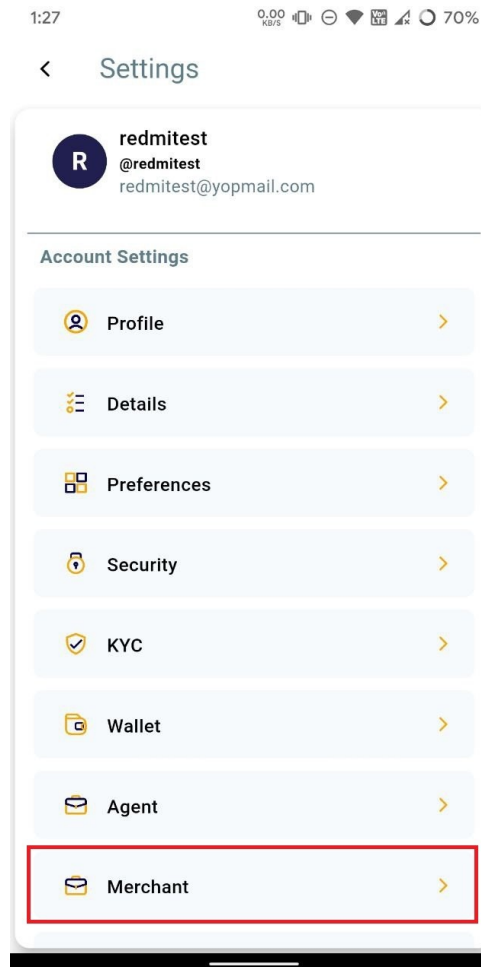 1:27
0.00
KB/S
70%
Settings
R
redmitest
@redmitest
redmitest@yopmail.com
Account Settings
Profile
Details
Preferences
Security
KYC
Wallet
Agent
Merchant